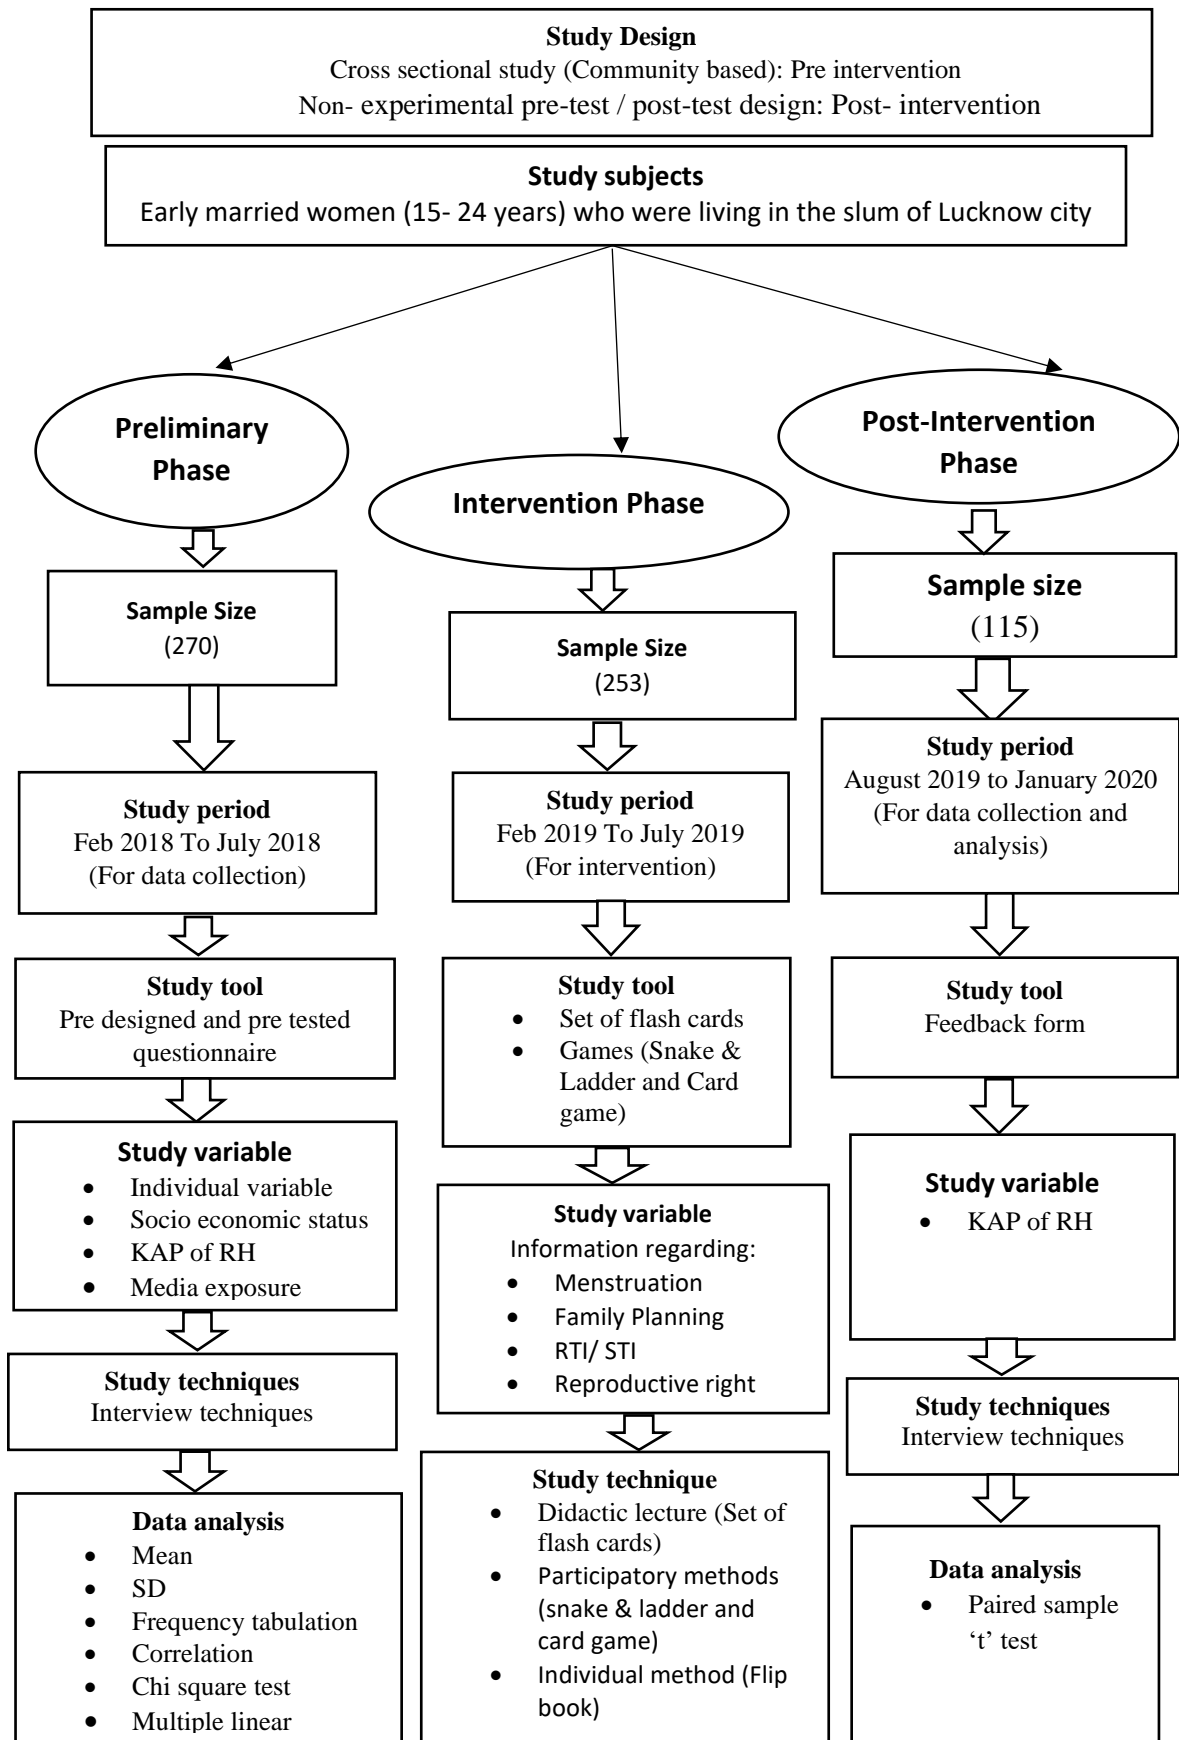 Study Design
Cross sectional study (Community based): Pre intervention
Non- experimental pre-test / post-test design: Post- intervention
Study subjects
Early married women (15- 24 years) who were living in the slum of Lucknow city
Preliminary
Phase
Sample Size
(270)
Study period
Feb 2018 To July 2018
(For data collection)
Study tool
Pre designed and pre tested
questionnaire
Study variable
• Individual variable
• Socio economic status
• KAP of RH
• Media exposure
Study techniques
Interview techniques
Data analysis
• Mean
• SD
• Frequency tabulation
• Correlation
• Chi square test
• Multiple linear
Intervention Phase
Sample Size
(253)
Study period
Feb 2019 To July 2019
(For intervention)
Study tool
• Set of flash cards
• Games (Snake &
Ladder and Card
game)
Study variable
Information regarding:
• Menstruation
• Family Planning
• RTI/ STI
• Reproductive right
Study technique
• Didactic lecture (Set of
flash cards)
• Participatory methods
(snake & ladder and
card game)
• Individual method (Flip
book)
Post-Intervention
Phase
Sample size
(115)
Study period
August 2019 to January 2020
(For data collection and
analysis)
Study tool
Feedback form
Study variable
• KAP of RH
Study techniques
Interview techniques
Data analysis
• Paired sample
‘t’ test